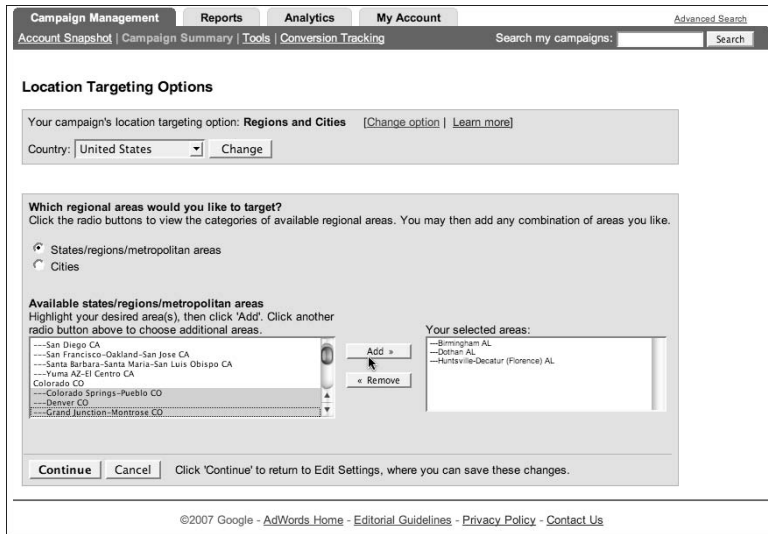 Campaign Management Reports Analytics My Account Advanced Search
Account Snapshot | Campaign Summary | Tools | Conversion Tracking Search my campaigns: Search
Location Targeting Options
Your campaign's location targeting option: Regions and Cities [Change option | Learn more]
Country: United States Change
Which regional areas would you like to target?
Click the radio buttons to view the categories of available regional areas. You may then add any combination of areas you like.
States/regions/metropolitan areas
Cities
Available states/regions/metropolitan areas
Highlight your desired area(s), then click 'Add'. Click another
radio button above to choose additional areas.
---San Diego CA
---San Francisco-Oakland-San Jose CA
---Santa Barbara-Santa Maria-San Luis Obispo CA
---Yuma AZ-El Centro CA
Colorado CO
---Colorado Springs-Pueblo CO
---Denver CO
---Grand Junction-Montrose CO
Add »
« Remove
Your selected areas:
---Birmingham AL
---Dothan AL
---Huntsville-Decatur (Florence) AL
Continue Cancel Click 'Continue' to return to Edit Settings, where you can save these changes.
©2007 Google - AdWords Home - Editorial Guidelines - Privacy Policy - Contact Us